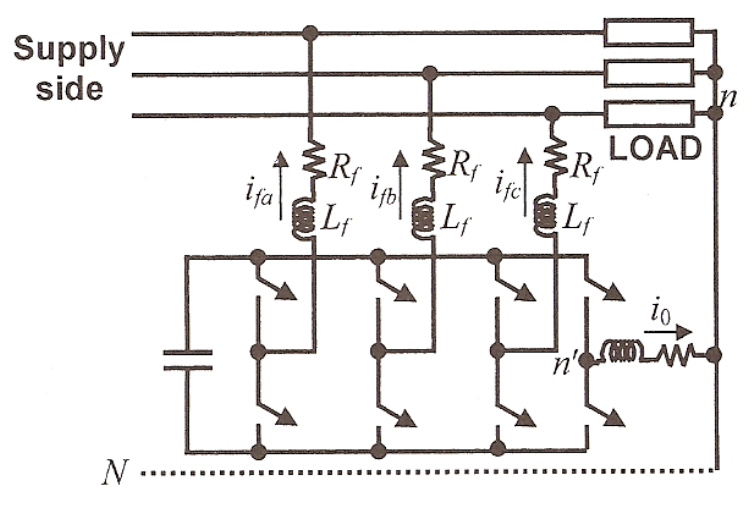 Supply
side
n
LOAD
R_f
R_f
R_f
i_fa
i_fb
i_fc
L_f
L_f
L_f
i_0
n'
N